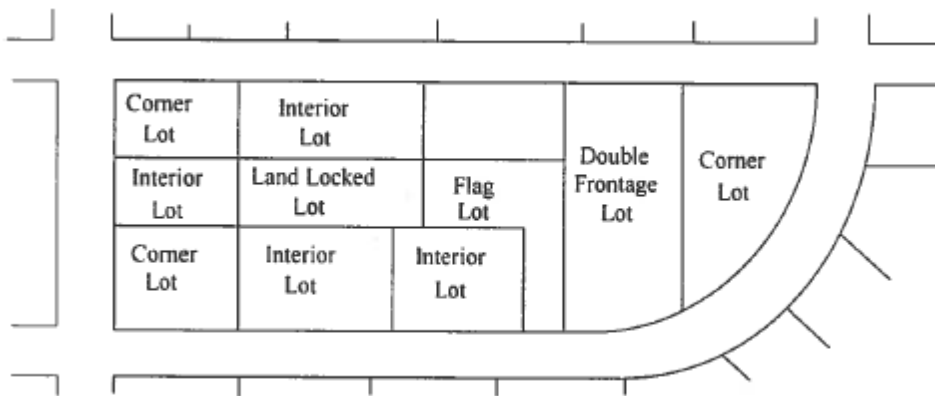 Corner
Lot
Interior
Lot
Interior
Lot
Land Locked
Lot
Flag
Lot
Double
Frontage
Lot
Corner
Lot
Corner
Lot
Interior
Lot
Interior
Lot